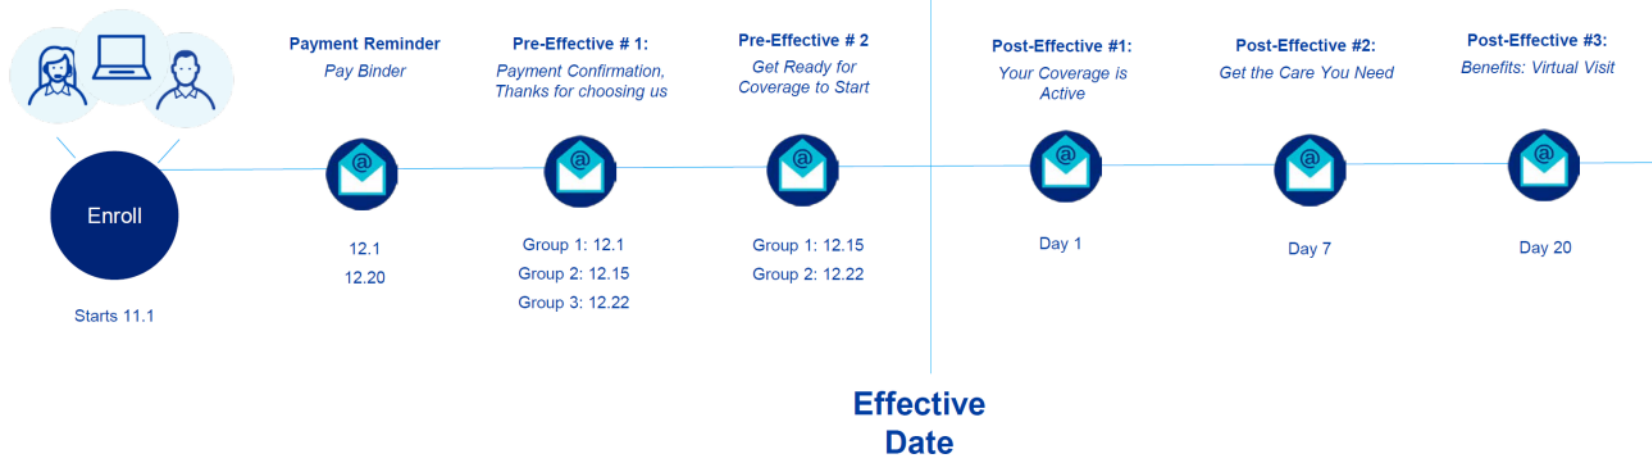 Enroll
Starts 11.1
Payment Reminder
Pay Binder
@
12.1
12.20
Pre-Effective # 1:
Payment Confirmation,
Thanks for choosing us
@
Group 1: 12.1
Group 2: 12.15
Group 3: 12.22
Pre-Effective # 2
Get Ready for
Coverage to Start
@
Group 1: 12.15
Group 2: 12.22
Effective
Date
Post-Effective #1:
Your Coverage is
Active
@
Day 1
Post-Effective #2:
Get the Care You Need
@
Day 7
Post-Effective #3:
Benefits: Virtual Visit
@
Day 20